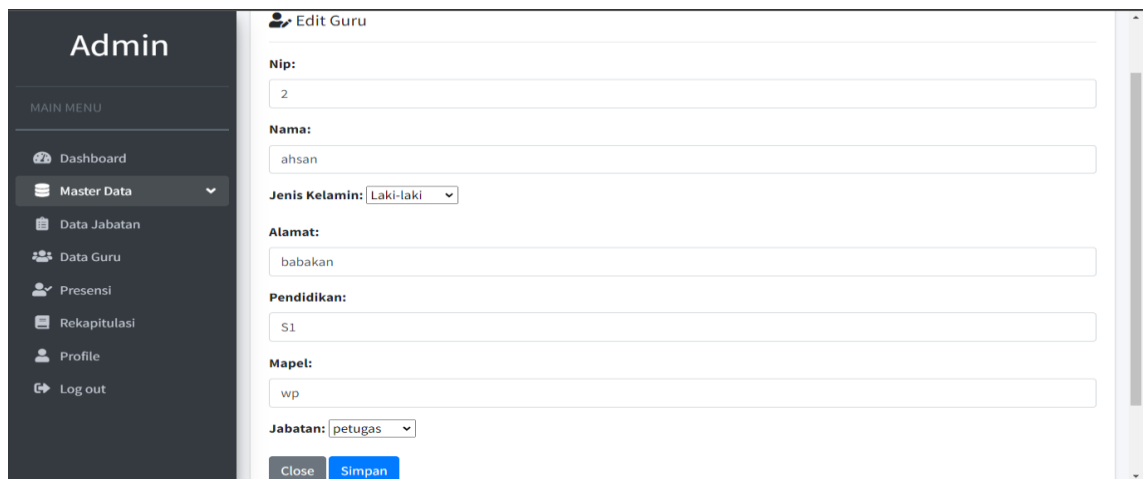 Admin
MAIN MENU
Dashboard
Master Data
Data Jabatan
Data Guru
Presensi
Rekapitulasi
Profile
Log out
Edit Guru
Nip:
2
Nama:
ahsan
Jenis Kelamin: Laki-laki
Alamat:
babakan
Pendidikan:
S1
Mapel:
wp
Jabatan: petugas
Close Simpan